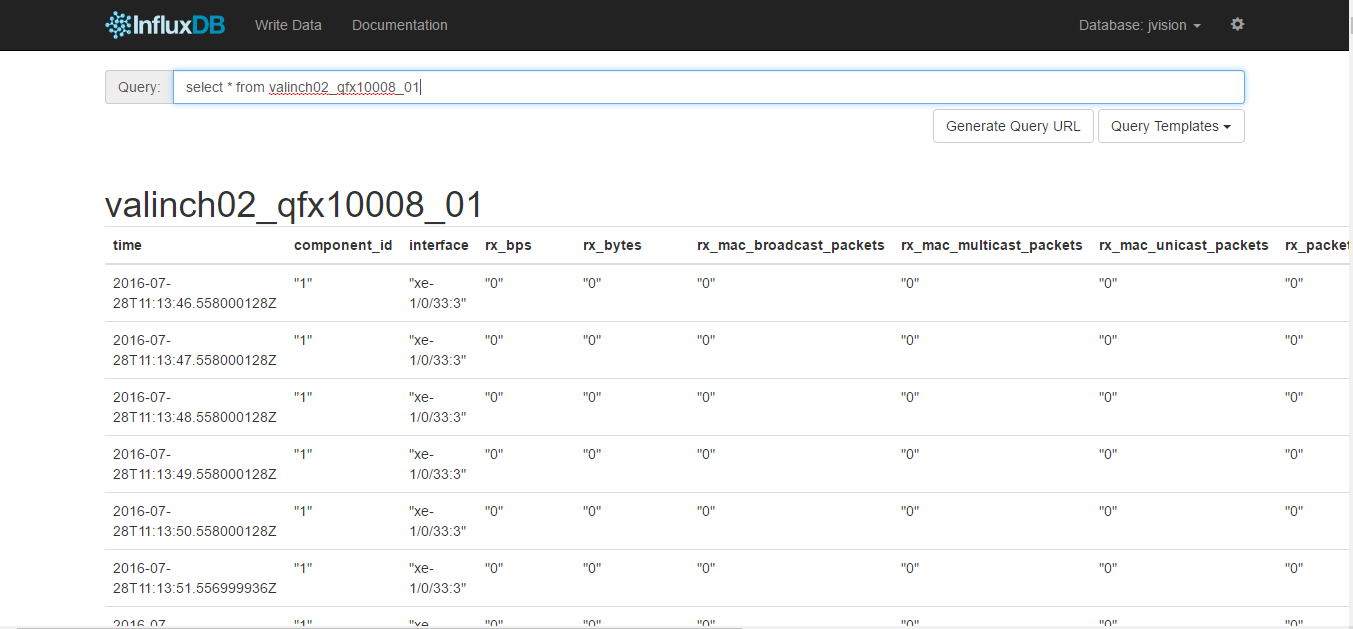 InfluxDB Write Data Documentation Database: jvision
Query: select * from valinch02_qfx10008_01
Generate Query URL Query Templates
valinch02_qfx10008_01
time component_id interface rx_bps rx_bytes rx_mac_broadcast_packets rx_mac_multicast_packets rx_mac_unicast_packets rx_packet
2016-07- "1" "xe- "0" "0" "0" "0" "0" "0"
28T11:13:46.558000128Z 1/0/33:3"
2016-07- "1" "xe- "0" "0" "0" "0" "0" "0"
28T11:13:47.558000128Z 1/0/33:3"
2016-07- "1" "xe- "0" "0" "0" "0" "0" "0"
28T11:13:48.558000128Z 1/0/33:3"
2016-07- "1" "xe- "0" "0" "0" "0" "0" "0"
28T11:13:49.558000128Z 1/0/33:3"
2016-07- "1" "xe- "0" "0" "0" "0" "0" "0"
28T11:13:50.558000128Z 1/0/33:3"
2016-07- "1" "xe- "0" "0" "0" "0" "0" "0"
28T11:13:51.556999936Z 1/0/33:3"
2016-07- "1" "xe- "0" "0" "0" "0" "0" "0"